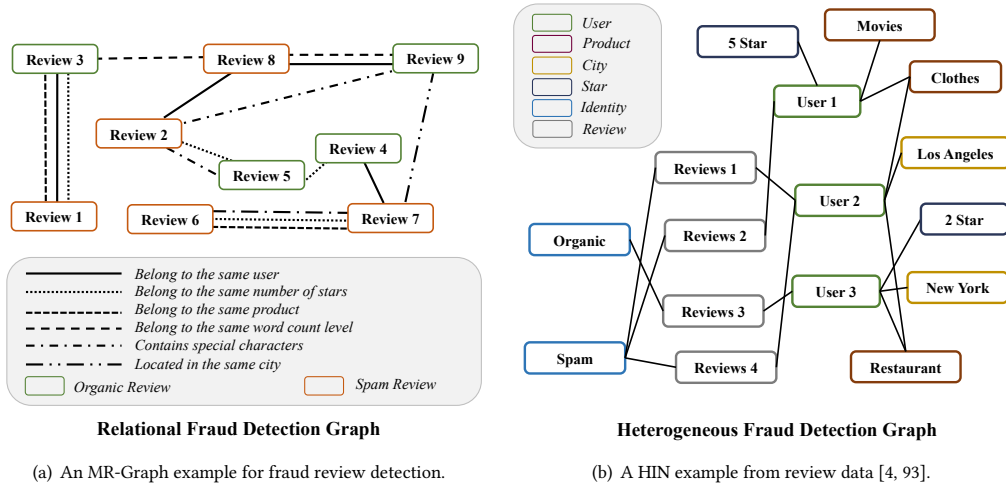 Review 3
Review 8
Review 9
Review 2
Review 4
Review 5
Review 1
Review 6
Review 7
Belong to the same user
Belong to the same number of stars
Belong to the same product
Belong to the same word count level
Contains special characters
Located in the same city
Organic Review
Spam Review
Relational Fraud Detection Graph
(a) An MR-Graph example for fraud review detection.
User
Product
City
Star
Identity
Review
5 Star
Movies
User 1
Clothes
Reviews 1
Los Angeles
User 2
Organic
Reviews 2
2 Star
Reviews 3
User 3
New York
Spam
Reviews 4
Restaurant
Heterogeneous Fraud Detection Graph
(b) A HIN example from review data [4, 93].